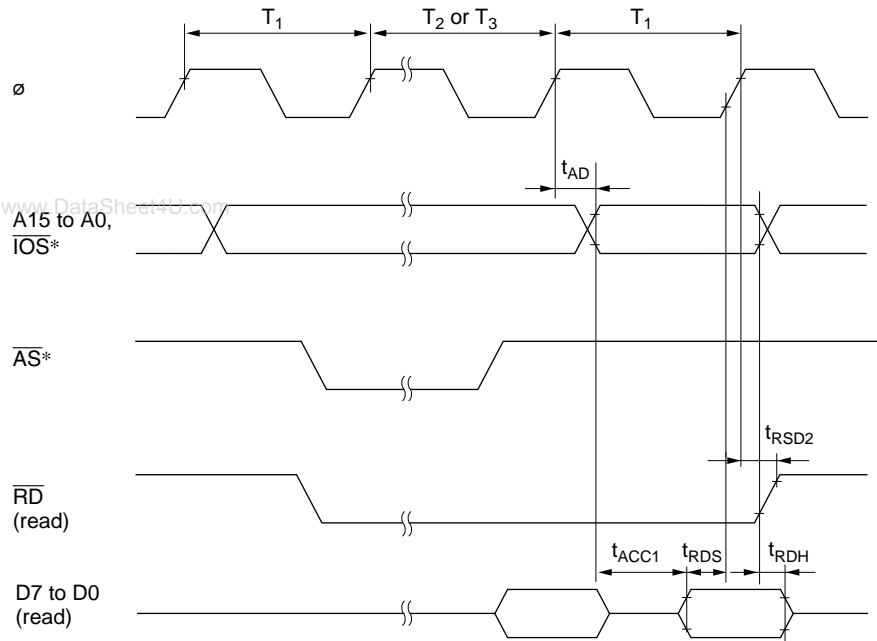 T1 T2 or T3 T1
ø
tAD
www.DataSheet4U.com
A15 to A0,
IOS*
AS*
tRSD2
RD
(read)
tACC1 tRDS tRDH
D7 to D0
(read)